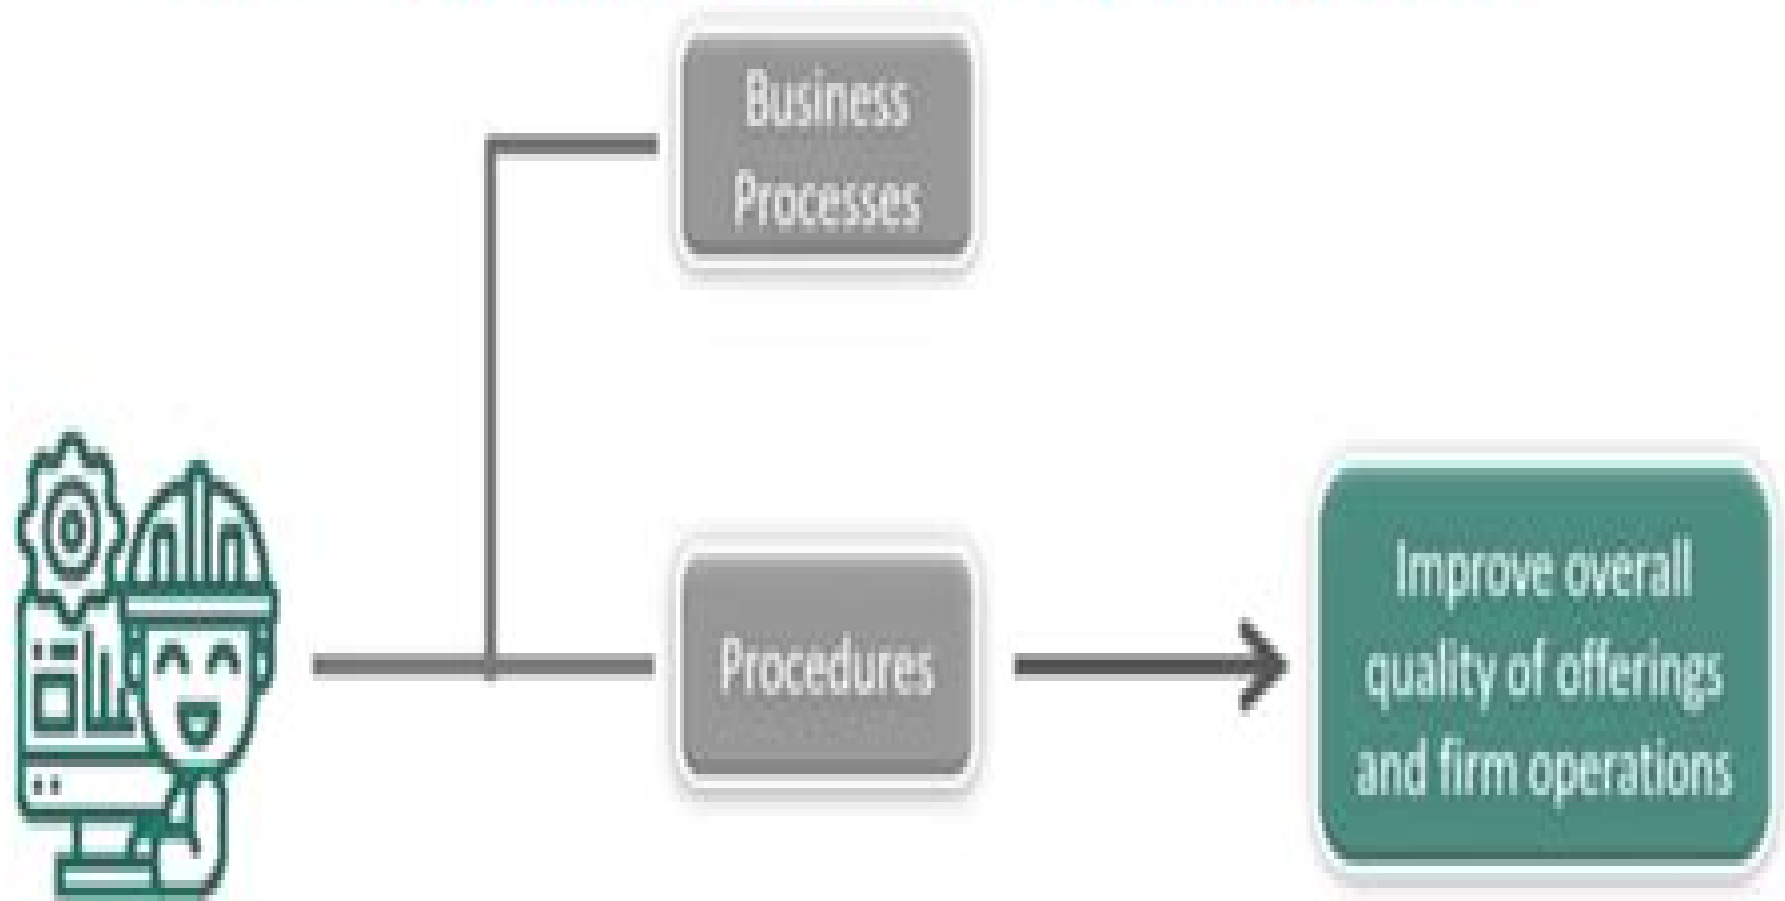 Business
Processes
Procedures
Improve overall
quality of offerings
and firm operations